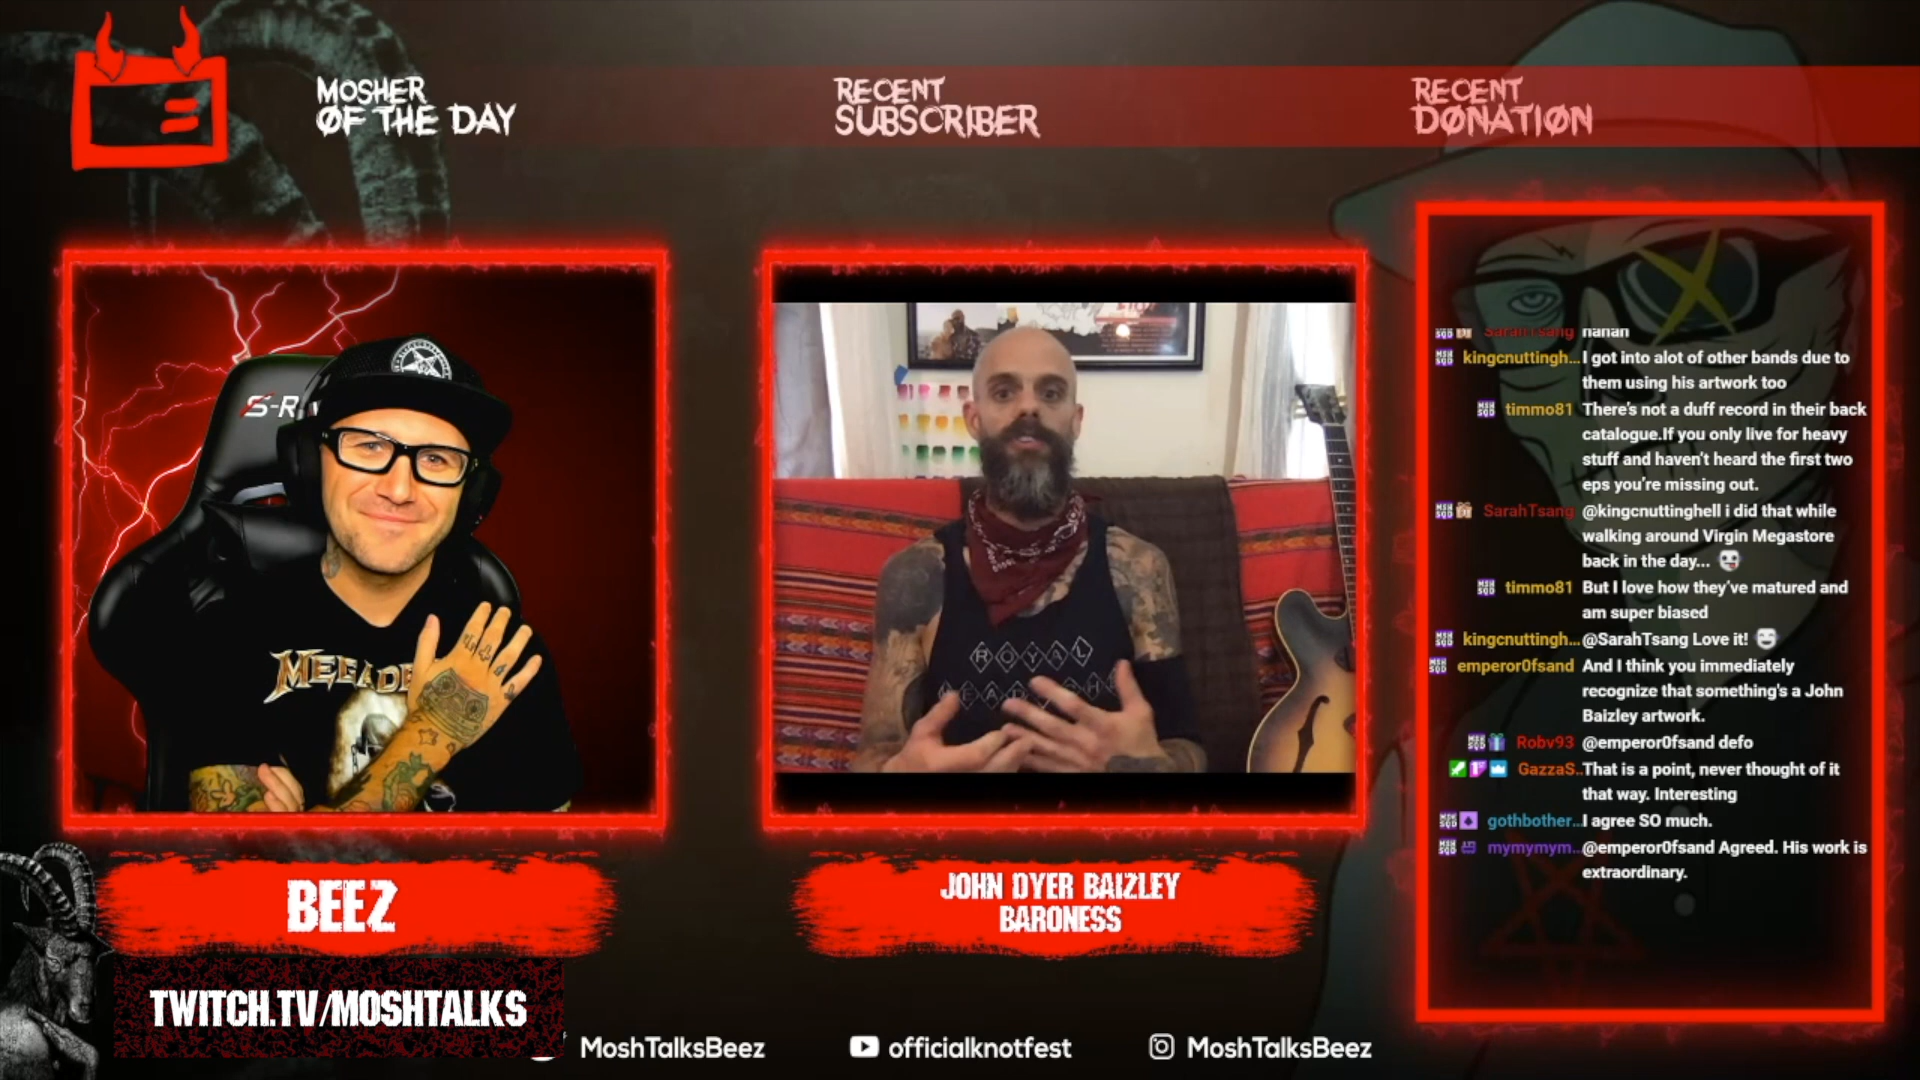 MOSHER
ØF THE DAY
RECENT
SUBSCRIBER
RECENT
DØNATIØN
S-R
MEGADE
ROYAL
SarahTsang nanan
kingcnuttingh... I got into alot of other bands due to
them using his artwork too
timmo81 There's not a duff record in their back
catalogue.If you only live for heavy
stuff and haven't heard the first two
eps you're missing out.
SarahTsang @kingcnuttinghell i did that while
walking around Virgin Megastore
back in the day...
timmo81 But I love how they've matured and
am super biased
kingcnuttingh... @SarahTsang Love it!
emperor0fsand And I think you immediately
recognize that something's a John
Baizley artwork.
Robv93 @emperor0fsand defo
GazzaS.. That is a point, never thought of it
that way. Interesting
gothbother... I agree SO much.
mymymym... @emperor0fsand Agreed. His work is
extraordinary.
BEEZ
JOHN DYER BAIZLEY
BARONESS
TWITCH.TV/MOSHTALKS
MoshTalksBeez
officialknotfest
MoshTalksBeez